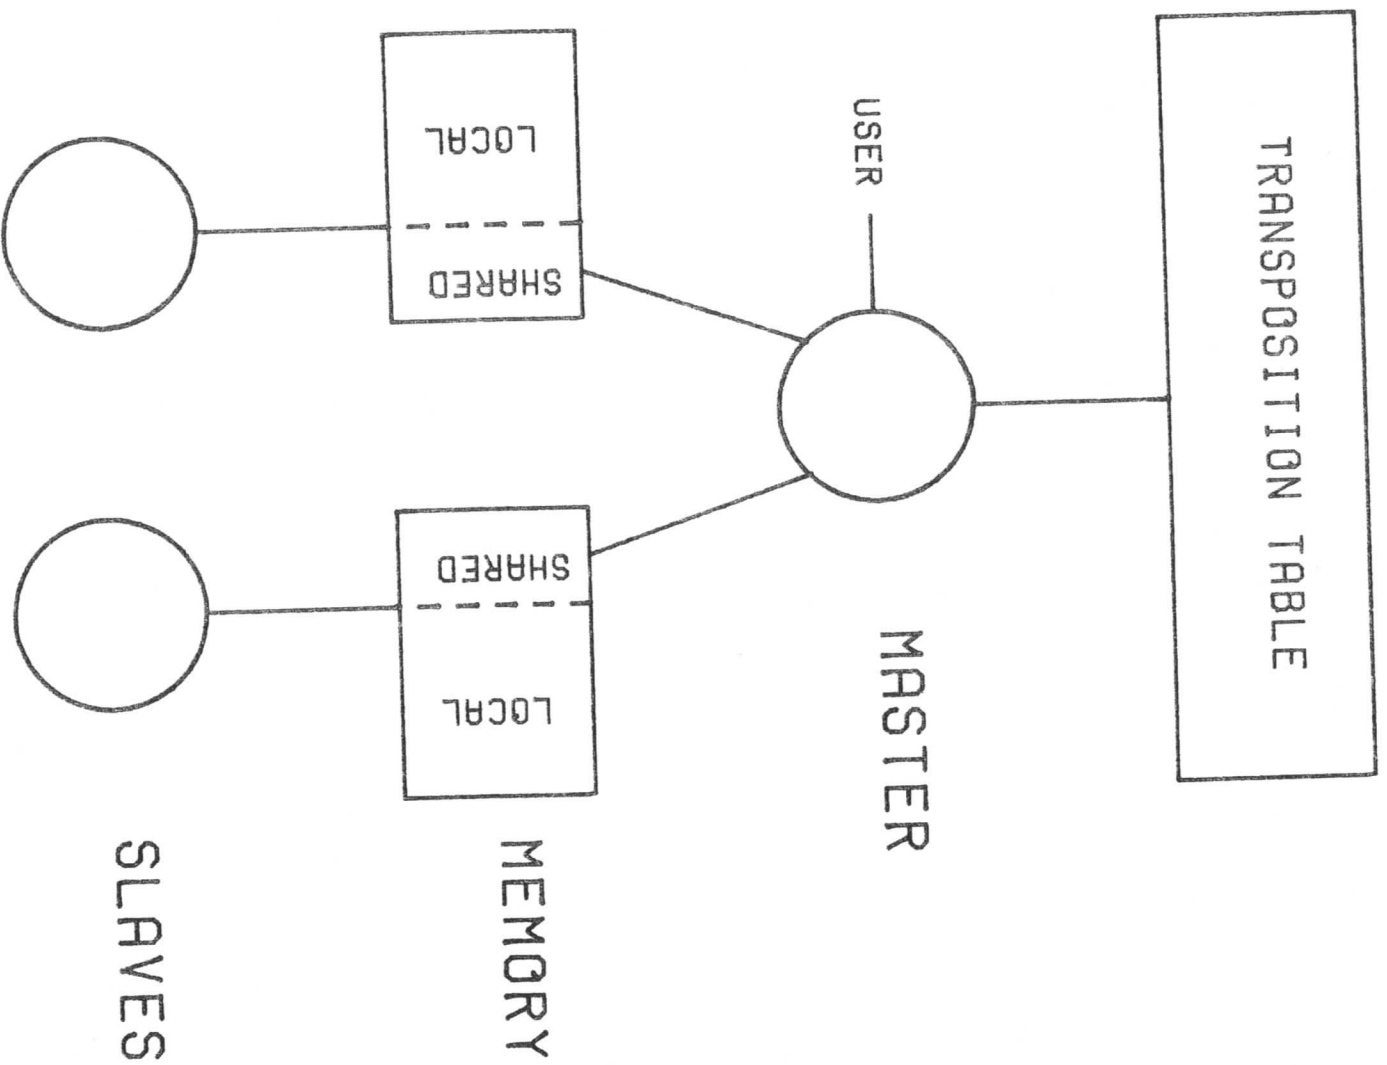 TRANSPOSITION TABLE
USER
MASTER
LOCAL
SHARED
SHARED
LOCAL
MEMORY
SLAVES